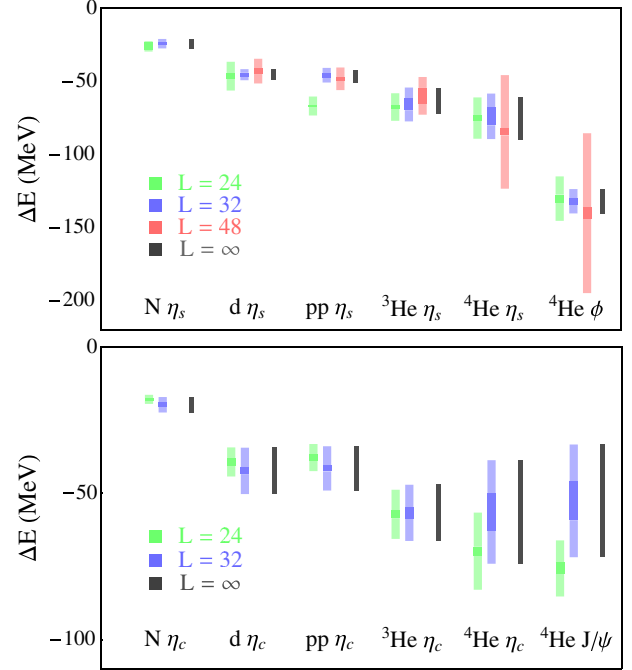 0
−50
−100
−150
−200
ΔE (MeV)
L = 24
L = 32
L = 48
L = ∞
N ηs d ηs pp ηs ³He ηs ⁴He ηs ⁴He ϕ
0
−50
−100
ΔE (MeV)
L = 24
L = 32
L = ∞
N ηc d ηc pp ηc ³He ηc ⁴He ηc ⁴He J/ψ